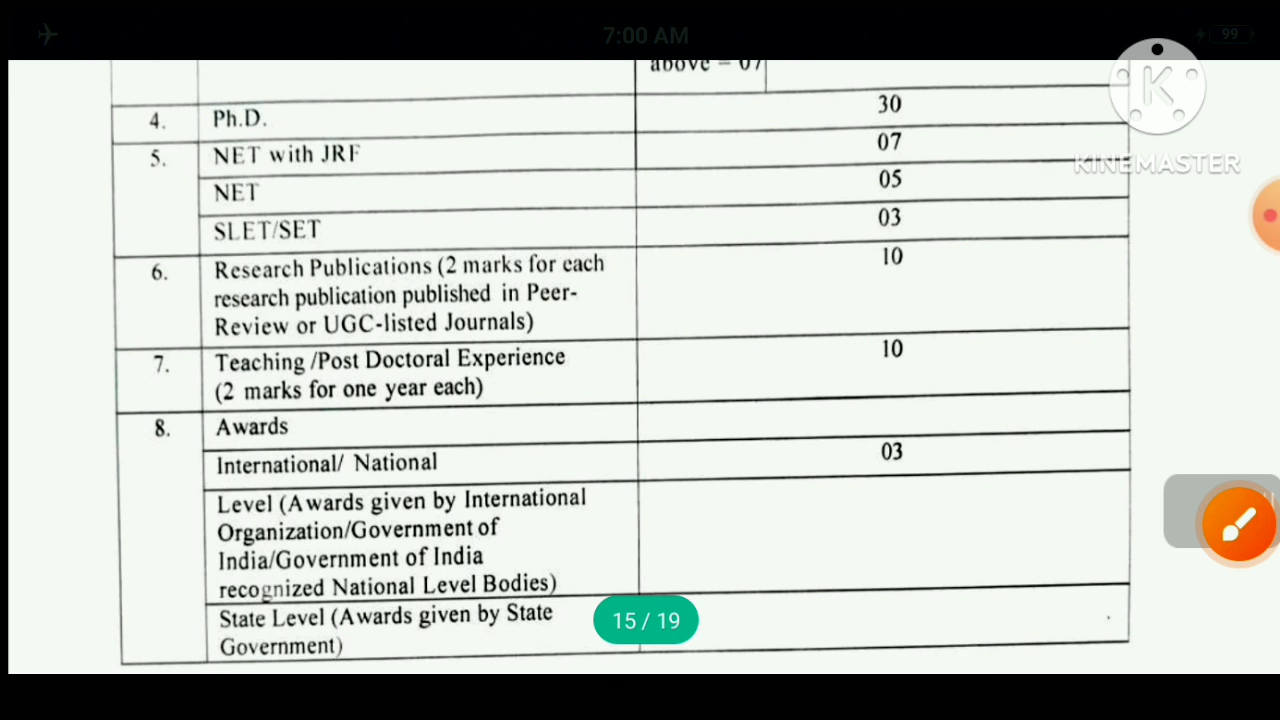 7:00 AM
99
above = 07
4. Ph.D. 30
5. NET with JRF 07
NET 05
SLET/SET 03
6. Research Publications (2 marks for each 10
research publication published in Peer-
Review or UGC-listed Journals)
7. Teaching /Post Doctoral Experience 10
(2 marks for one year each)
8. Awards
International/ National 03
Level (Awards given by International
Organization/Government of
India/Government of India
recognized National Level Bodies)
State Level (Awards given by State
Government)
15 / 19
K
KINEMASTER